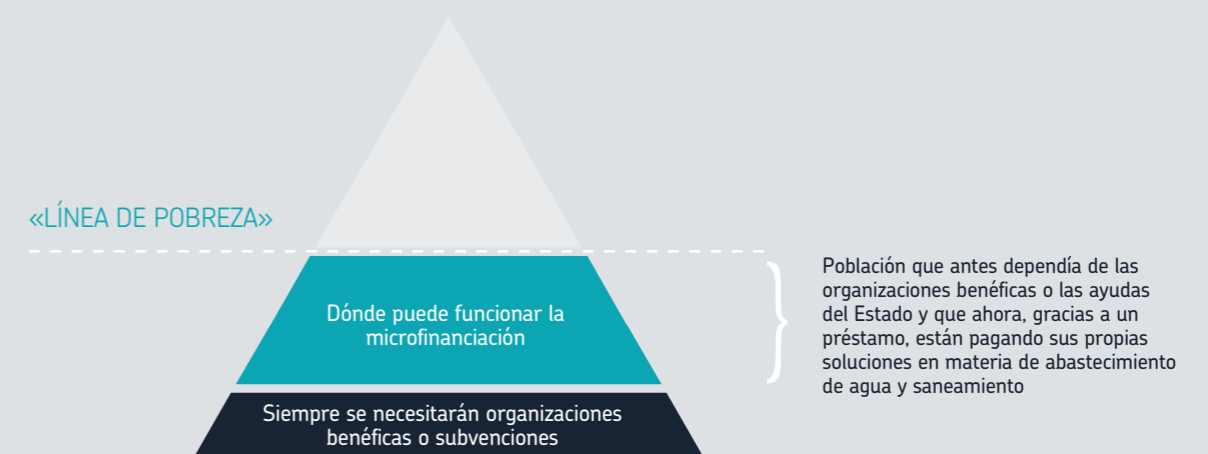 «LÍNEA DE POBREZA»
Dónde puede funcionar la
microfinanciación
Población que antes dependía de las
organizaciones benéficas o las ayudas
del Estado y que ahora, gracias a un
préstamo, están pagando sus propias
soluciones en materia de abastecimiento
de agua y saneamiento
Siempre se necesitarán organizaciones
benéficas o subvenciones